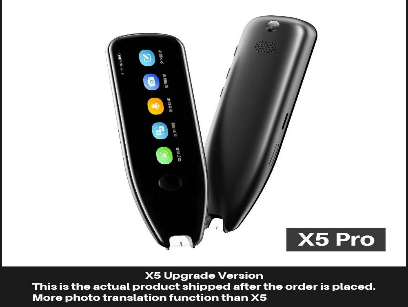 X5 Pro
X5 Upgrade Version
This is the actual product shipped after the order is placed.
More photo translation function than X5